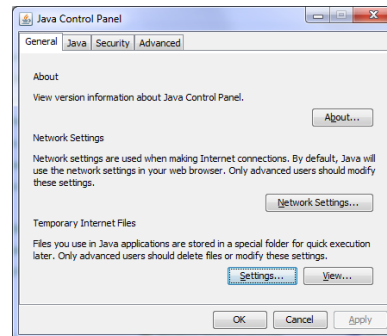 Java Control Panel
General Java Security Advanced
About
View version information about Java Control Panel.
About...
Network Settings
Network settings are used when making Internet connections. By default, Java will
use the network settings in your web browser. Only advanced users should modify
these settings.
Network Settings...
Temporary Internet Files
Files you use in Java applications are stored in a special folder for quick execution
later. Only advanced users should delete files or modify these settings.
Settings... View...
OK Cancel Apply